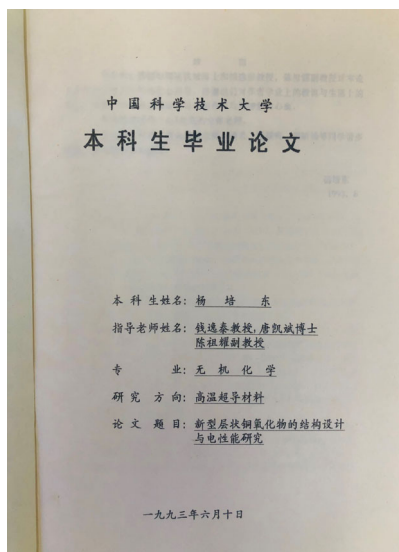 中国科学技术大学
本科生毕业论文
本科生姓名：杨培东
指导老师姓名：钱逸泰教授，唐凯斌博士
陈祖耀副教授
专业：无机化学
研究方向：高温超导材料
论文题目：新型层状铜氧化物的结构设计
与电性能研究
一九九三年六月十日